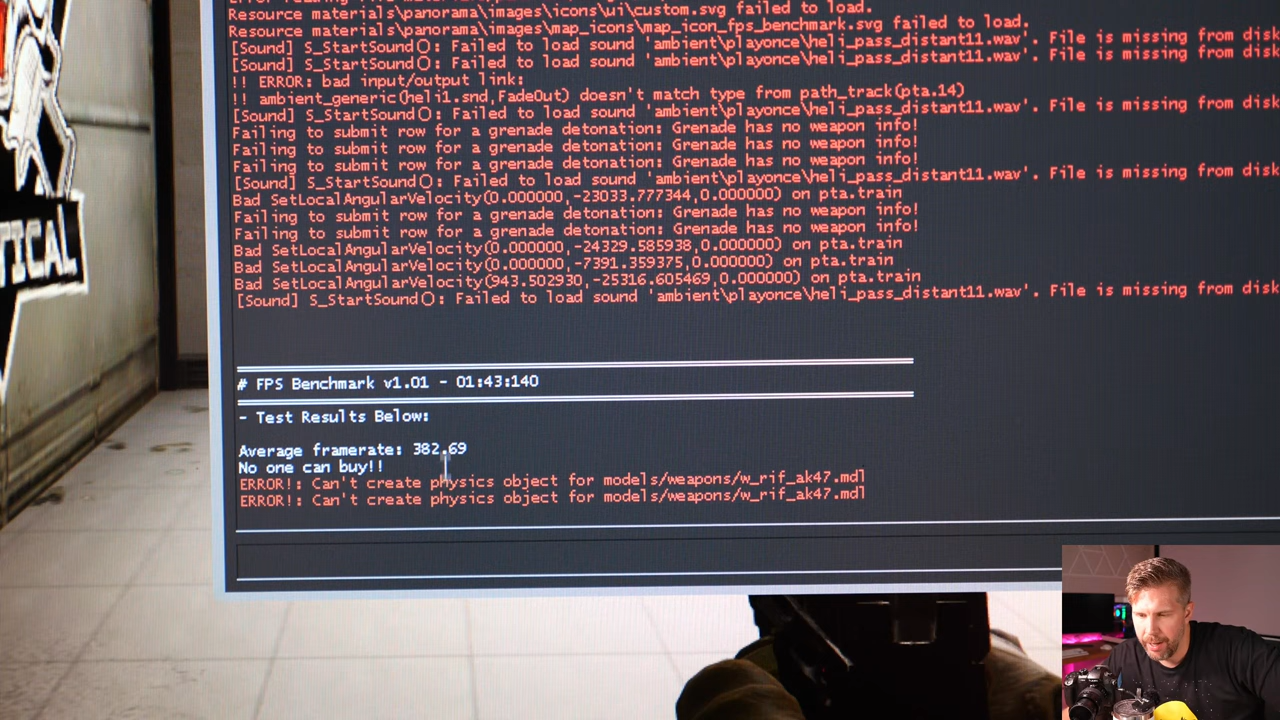 Resource materials\panorama\images\icons\ui\custom.svg failed to load.
Resource materials\panorama\images\map_icons\map_icon_fps_benchmark.svg failed to load.
[Sound] S_StartSound(): Failed to load sound 'ambient\playonce\heli_pass_distant11.wav'. File is missing from disk
[Sound] S_StartSound(): Failed to load sound 'ambient\playonce\heli_pass_distant11.wav'. File is missing from disk
!! ERROR: bad input/output link:
!! ambient_generic(heli1.snd,FadeOut) doesn't match type from path_track(pta.14)
[Sound] S_StartSound(): Failed to load sound 'ambient\playonce\heli_pass_distant11.wav'. File is missing from disk
Failing to submit row for a grenade detonation: Grenade has no weapon info!
Failing to submit row for a grenade detonation: Grenade has no weapon info!
Failing to submit row for a grenade detonation: Grenade has no weapon info!
[Sound] S_StartSound(): Failed to load sound 'ambient\playonce\heli_pass_distant11.wav'. File is missing from disk
Bad SetLocalAngularVelocity(0.000000,-23033.777344,0.000000) on pta.train
Failing to submit row for a grenade detonation: Grenade has no weapon info!
Failing to submit row for a grenade detonation: Grenade has no weapon info!
Bad SetLocalAngularVelocity(0.000000,-24329.585938,0.000000) on pta.train
Bad SetLocalAngularVelocity(0.000000,-7391.359375,0.000000) on pta.train
Bad SetLocalAngularVelocity(943.502930,-25316.605469,0.000000) on pta.train
[Sound] S_StartSound(): Failed to load sound 'ambient\playonce\heli_pass_distant11.wav'. File is missing from disk
# FPS Benchmark v1.01 - 01:43:140
- Test Results Below:
Average framerate: 382.69
No one can buy!!
ERROR!: Can't create physics object for models/weapons/w_rif_ak47.mdl
ERROR!: Can't create physics object for models/weapons/w_rif_ak47.mdl
TICAL